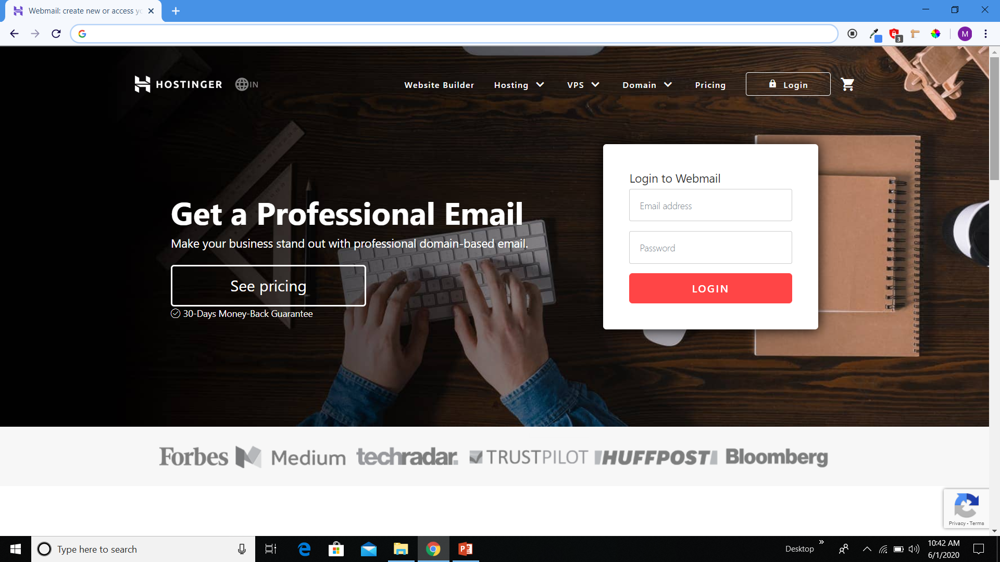 Webmail: create new or access yo
3
M
HOSTINGER
IN
Website Builder
Hosting
VPS
Domain
Pricing
Login
Login to Webmail
Email address
Password
LOGIN
Get a Professional Email
Make your business stand out with professional domain-based email.
See pricing
30-Days Money-Back Guarantee
Forbes
Medium
techradar.
TRUSTPILOT
HUFFPOST
Bloomberg
Privacy - Terms
Type here to search
Desktop
10:42 AM
6/1/2020